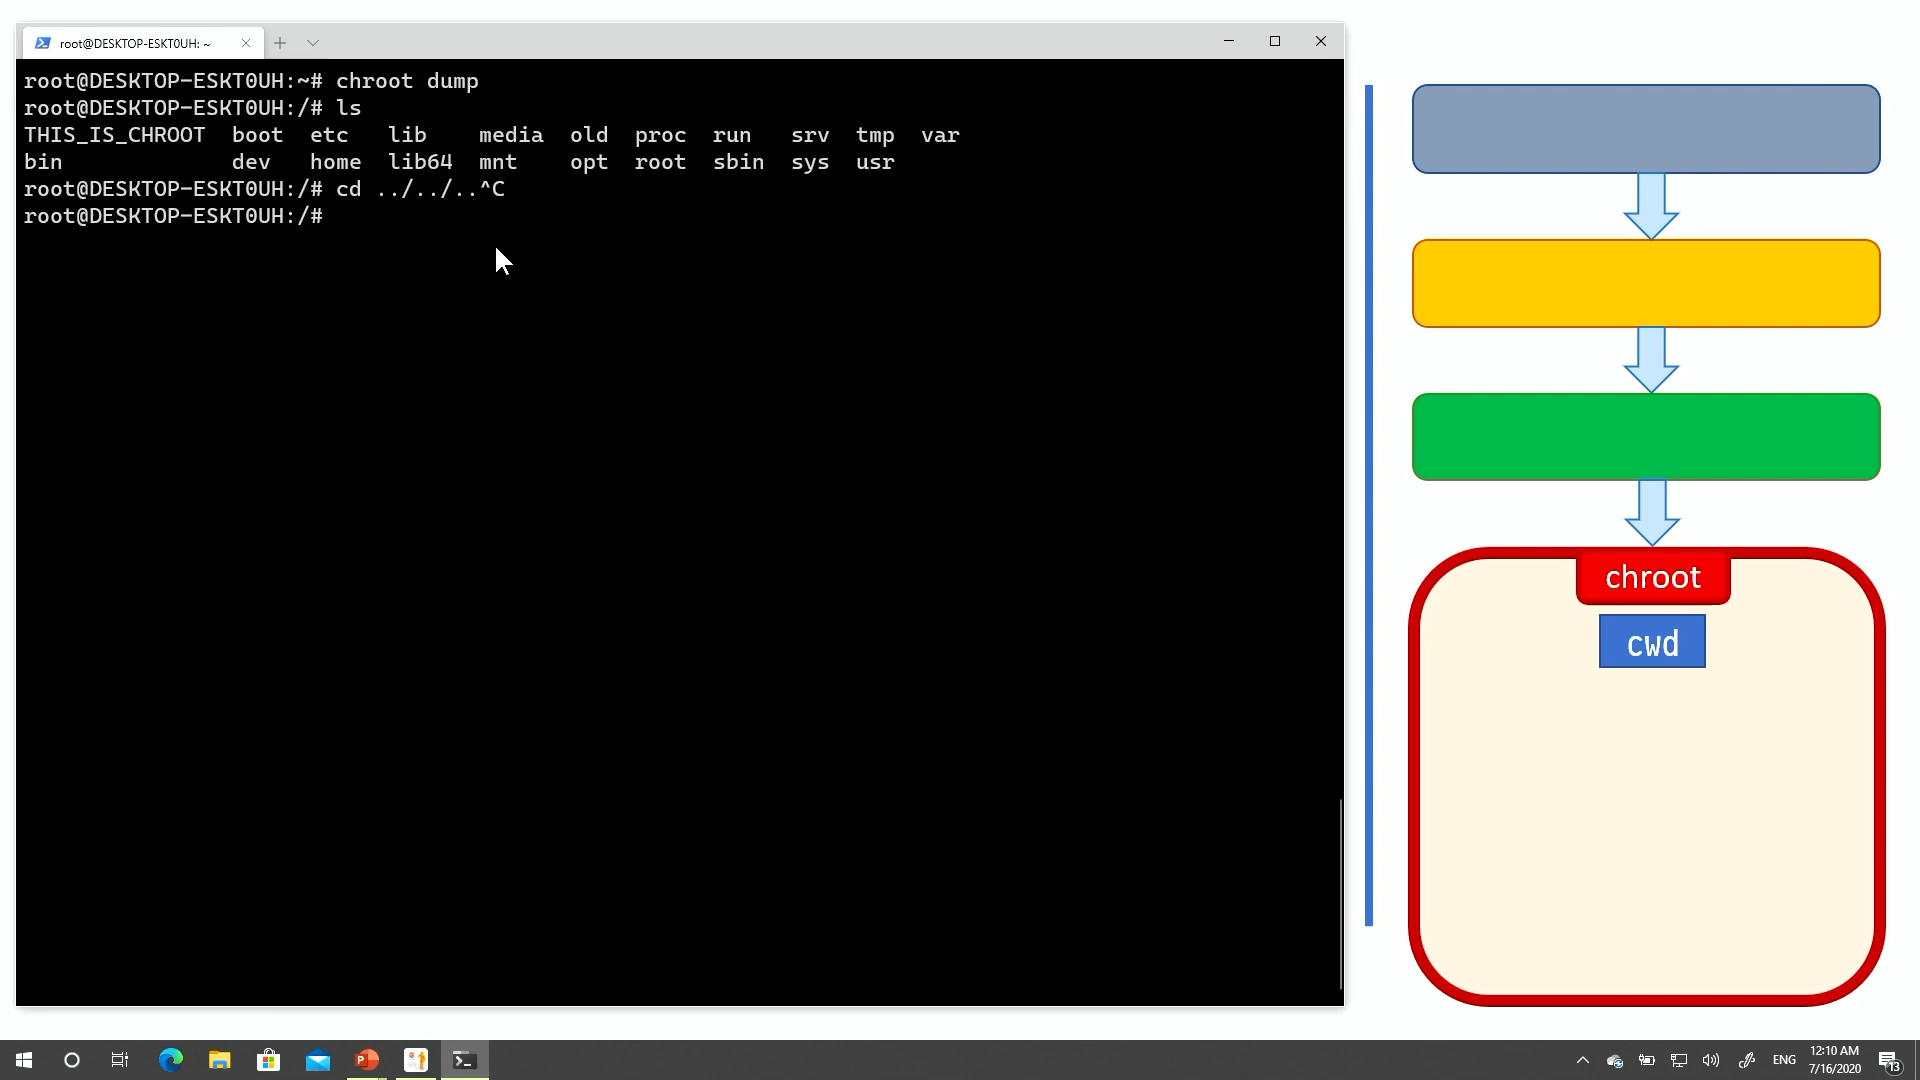 root@DESKTOP-ESKT0UH: ~
root@DESKTOP-ESKT0UH:~# chroot dump
root@DESKTOP-ESKT0UH:/# ls
THIS_IS_CHROOT  boot  etc   lib    media  old  proc  run   srv  tmp  var
bin             dev   home  lib64  mnt    opt  root  sbin  sys  usr
root@DESKTOP-ESKT0UH:/# cd ../../..^C
root@DESKTOP-ESKT0UH:/#
chroot
cwd
ENG
12:10 AM
7/16/2020
13